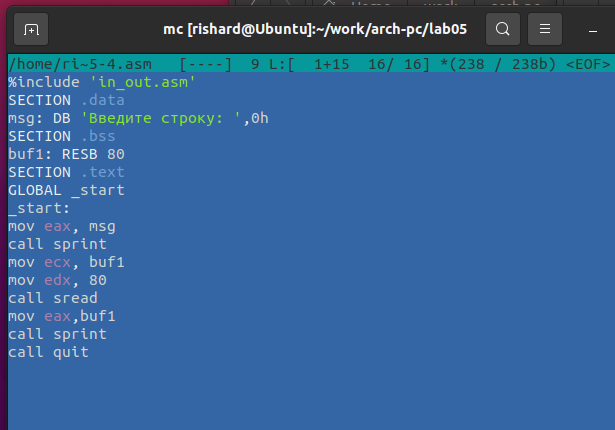 mc [rishard@Ubuntu]:~/work/arch-pc/lab05
/home/ri~5-4.asm   [----]  9 L:[  1+15  16/ 16] *(238 / 238b) <EOF>
%include 'in_out.asm'
SECTION .data
msg: DB 'Введите строку: ',0h
SECTION .bss
buf1: RESB 80
SECTION .text
GLOBAL _start
_start:
mov eax, msg
call sprint
mov ecx, buf1
mov edx, 80
call sread
mov eax,buf1
call sprint
call quit